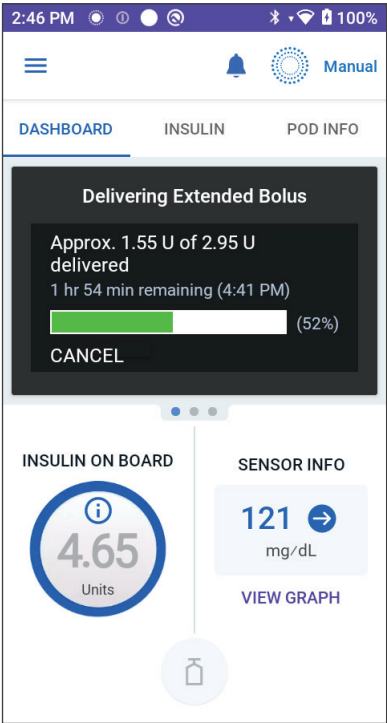 2:46 PM 100%
Manual
DASHBOARD INSULIN POD INFO
Delivering Extended Bolus
Approx. 1.55 U of 2.95 U
delivered
1 hr 54 min remaining (4:41 PM)
(52%)
CANCEL
INSULIN ON BOARD
4.65
Units
SENSOR INFO
121
mg/dL
VIEW GRAPH